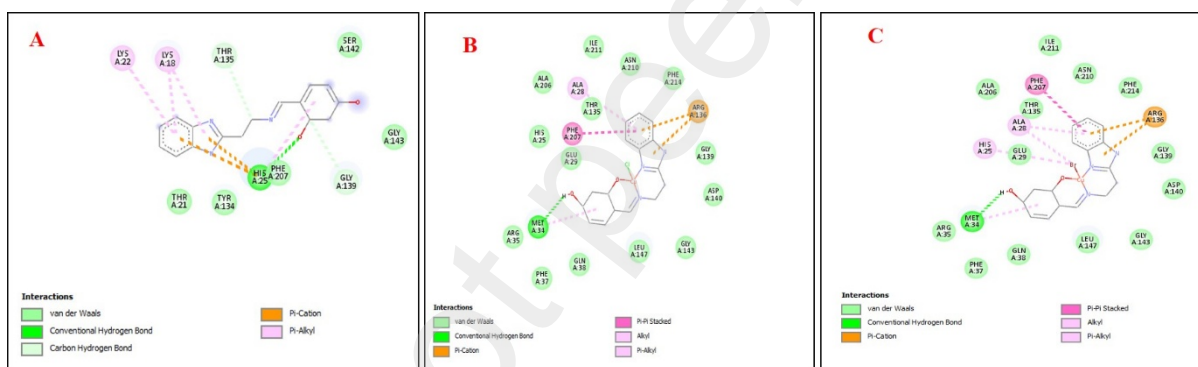 A
LYS
A:22
LYS
A:18
THR
A:135
SER
A:142
GLY
A:143
HIS
A:25
PHE
A:207
GLY
A:139
THR
A:21
TYR
A:134
Interactions
van der Waals
Conventional Hydrogen Bond
Carbon Hydrogen Bond
Pi-Cation
Pi-Alkyl
B
ILE
A:211
ASN
A:210
PHE
A:214
ALA
A:206
ALA
A:28
THR
A:135
ARG
A:136
HIS
A:25
PHE
A:207
GLU
A:29
GLY
A:139
ASP
A:140
MET
A:34
ARG
A:35
PHE
A:37
GLN
A:38
LEU
A:147
GLY
A:143
H
Interactions
van der Waals
Conventional Hydrogen Bond
Pi-Cation
Pi-Pi Stacked
Alkyl
Pi-Alkyl
C
ILE
A:211
ASN
A:210
ALA
A:206
PHE
A:207
PHE
A:214
THR
A:135
ALA
A:28
ARG
A:136
HIS
A:25
GLU
A:29
GLY
A:139
ASP
A:140
MET
A:34
ARG
A:35
PHE
A:37
GLN
A:38
LEU
A:147
GLY
A:143
H
Br
Interactions
van der Waals
Conventional Hydrogen Bond
Pi-Cation
Pi-Pi Stacked
Alkyl
Pi-Alkyl